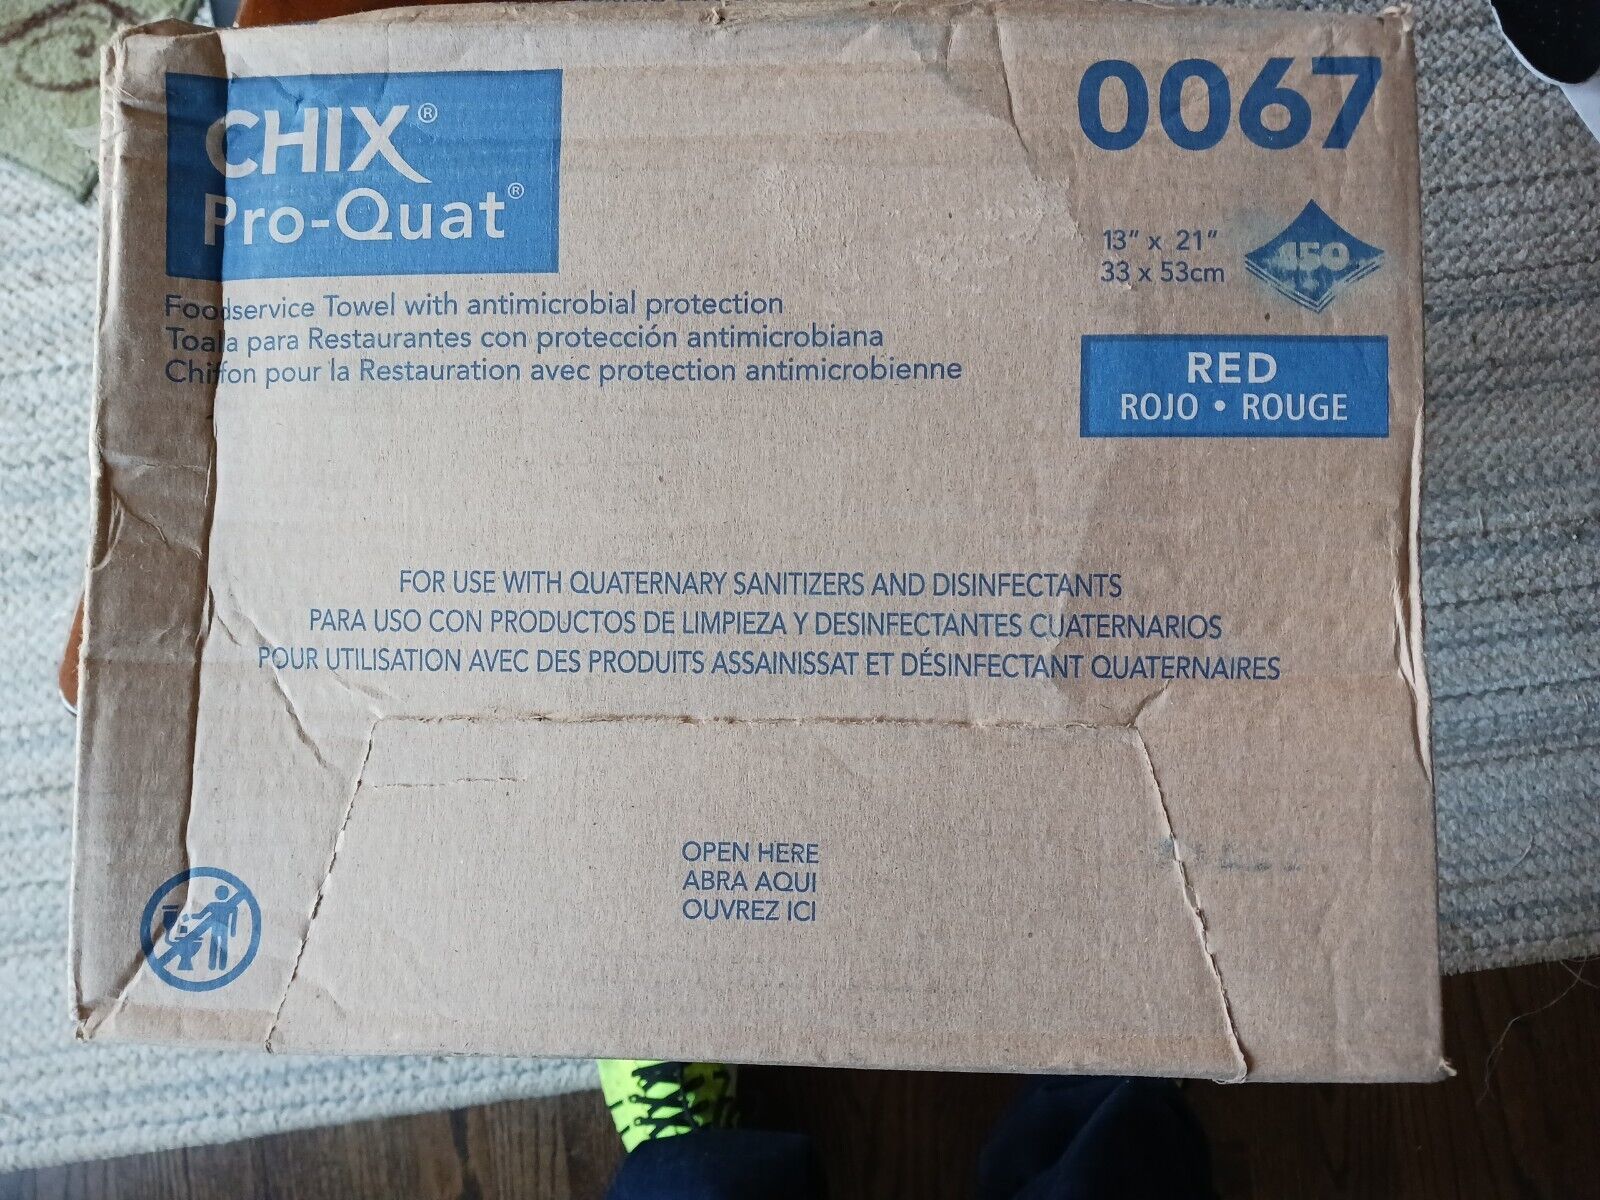 CHIX®
Pro-Quat®
Foodservice Towel with antimicrobial protection
Toalla para Restaurantes con protección antimicrobiana
Chiffon pour la Restauration avec protection antimicrobienne
0067
13" x 21"
33 x 53cm
450
RED
ROJO • ROUGE
FOR USE WITH QUATERNARY SANITIZERS AND DISINFECTANTS
PARA USO CON PRODUCTOS DE LIMPIEZA Y DESINFECTANTES CUATERNARIOS
POUR UTILISATION AVEC DES PRODUITS ASSAINISSAT ET DÉSINFECTANT QUATERNAIRES
OPEN HERE
ABRA AQUI
OUVREZ ICI